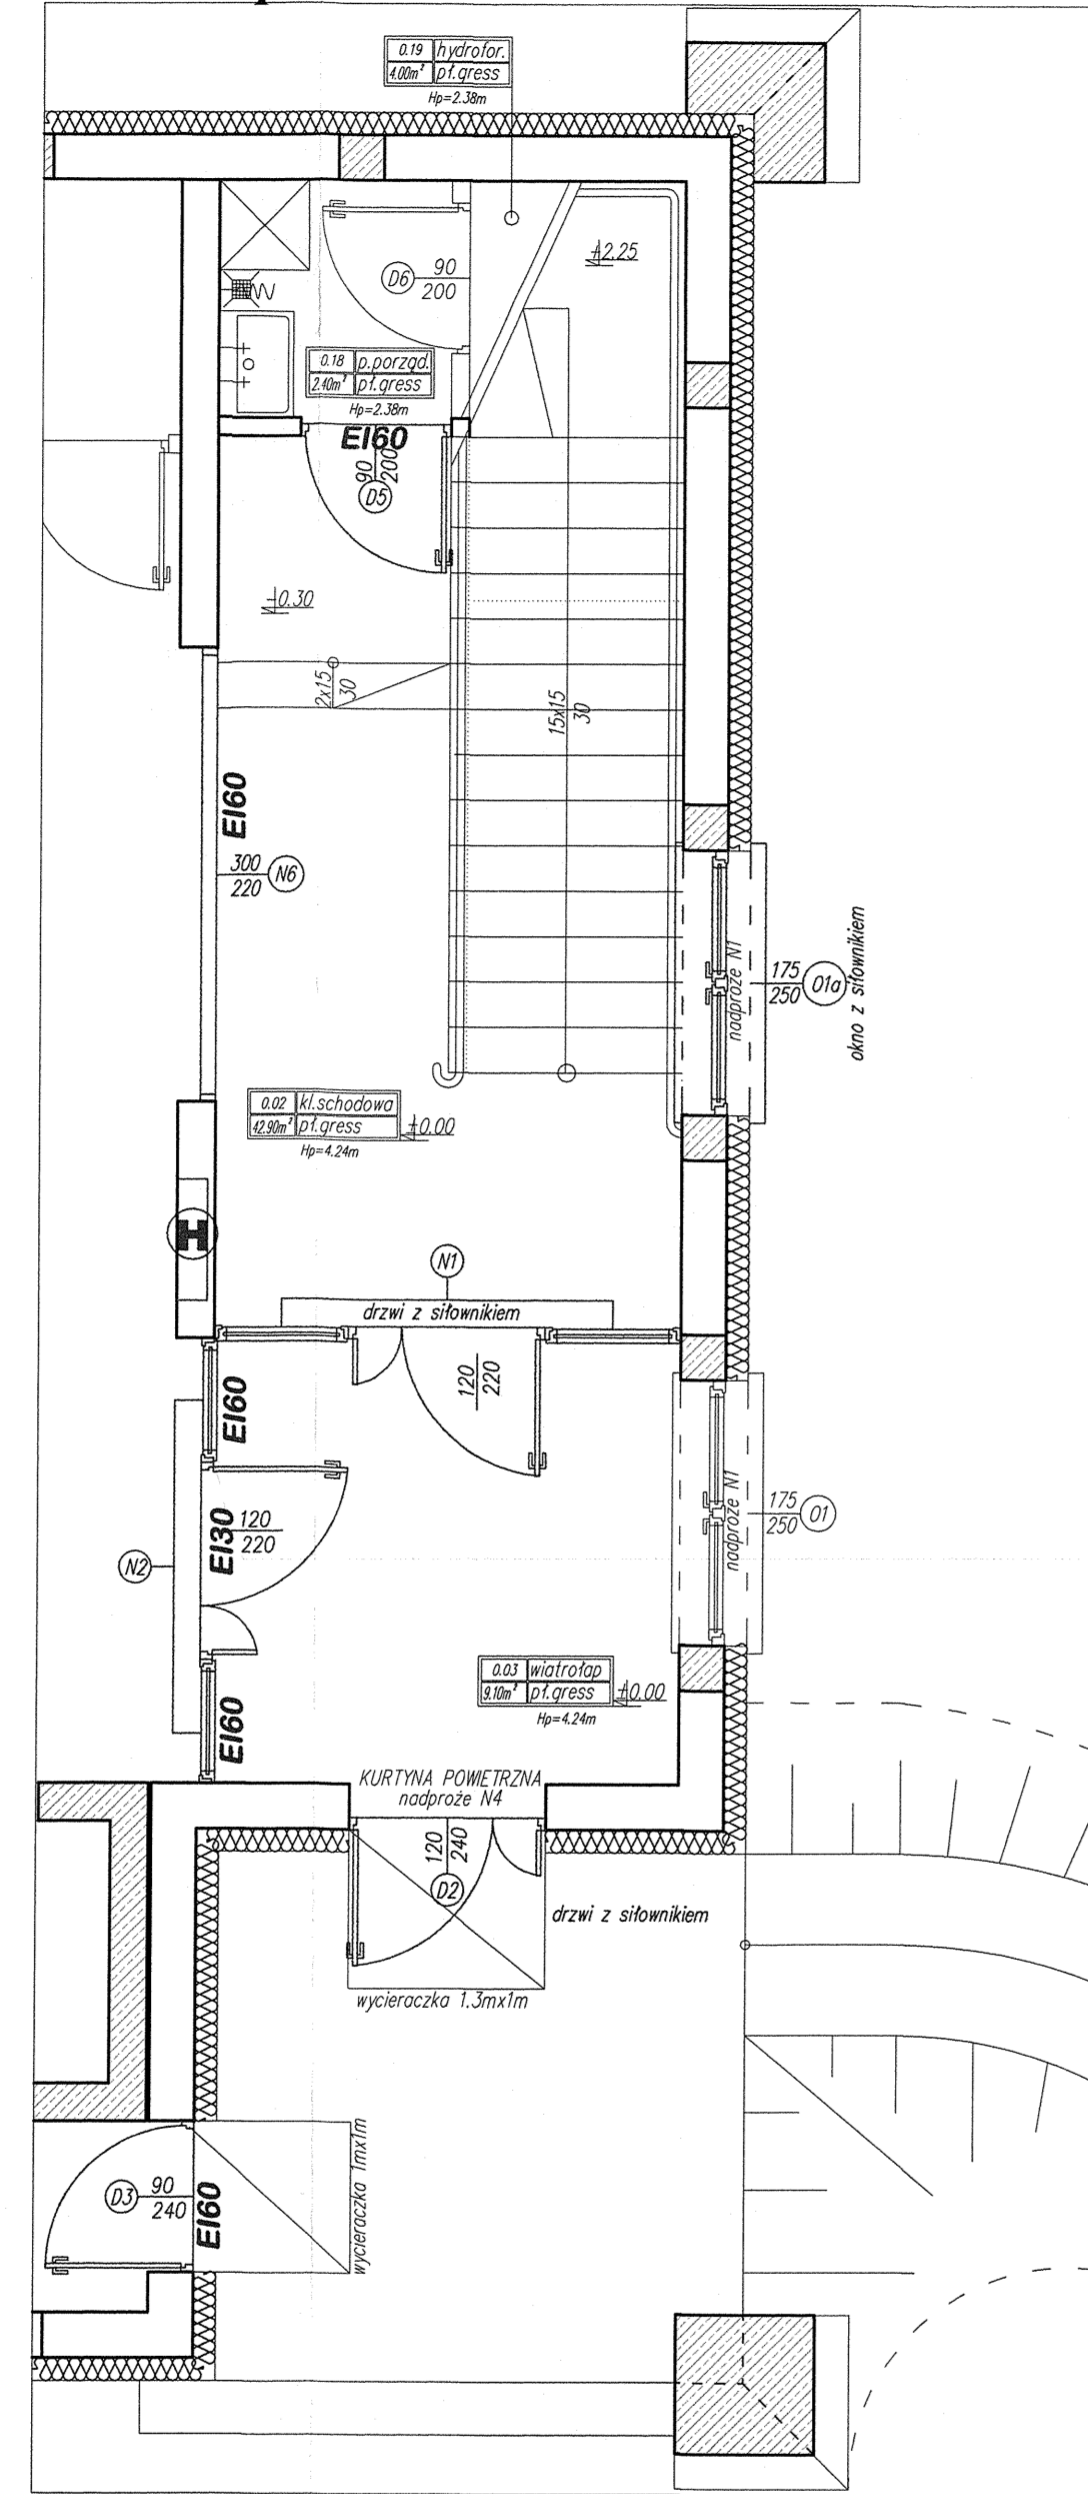 0.19 hydrofor.
4.00m² pł.gress
Hp=2.38m
+2.25
D6 90
200
W
0.18 p.porząd.
2.40m² pł.gress
Hp=2.38m
EI60
90
200
D5
-0.30
2x15
30
15x15
30
EI60
300
220
N6
nadproże N1
175
250
O1a
okno z siłownikiem
0.02 kl.schodowa
42.90m² pł.gress
±0.00
Hp=4.24m
H
N1
drzwi z siłownikiem
120
220
EI60
EI30
120
220
N2
nadproże N1
175
250
O1
EI60
0.03 wiatrołap
9.10m² pł.gress
±0.00
Hp=4.24m
KURTYNA POWIETRZNA
nadproże N4
120
240
D2
drzwi z siłownikiem
wycieraczka 1.3mx1m
wycieraczka 1mx1m
D3 90
240
EI60